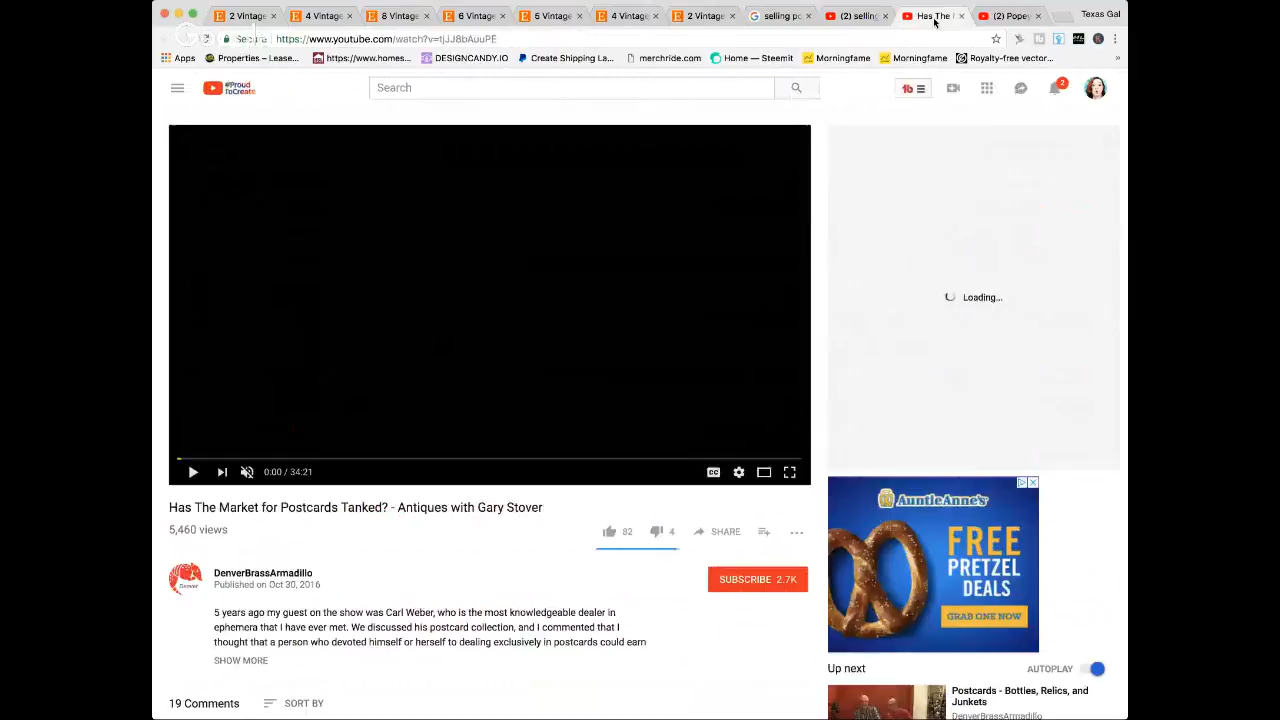 2 Vintage
4 Vintage
8 Vintage
6 Vintage
5 Vintage
4 Vintage
2 Vintage
selling po
(2) selling
Has The
(2) Popey
Texas Gal
Secure
https://www.youtube.com/watch?v=tjJJ8bAuuPE
Apps
Properties – Lease...
https://www.homes...
DESIGNCANDY.IO
Create Shipping La...
merchride.com
Home — Steemit
Morningfame
Morningfame
Royalty-free vector...
»
#Proud
ToCreate
Search
2
Loading...
0:00 / 34:21
CC
Has The Market for Postcards Tanked? - Antiques with Gary Stover
5,460 views
82
4
SHARE
DenverBrassArmadillo
Published on Oct 30, 2016
SUBSCRIBE 2.7K
5 years ago my guest on the show was Carl Weber, who is the most knowledgeable dealer in
ephemera that I have ever met. We discussed his postcard collection, and I commented that I
thought that a person who devoted himself or herself to dealing exclusively in postcards could earn
SHOW MORE
19 Comments
SORT BY
AuntieAnne's
FREE
PRETZEL
DEALS
GRAB ONE NOW
Up next
AUTOPLAY
Postcards - Bottles, Relics, and
Junkets
DenverBrassArmadillo